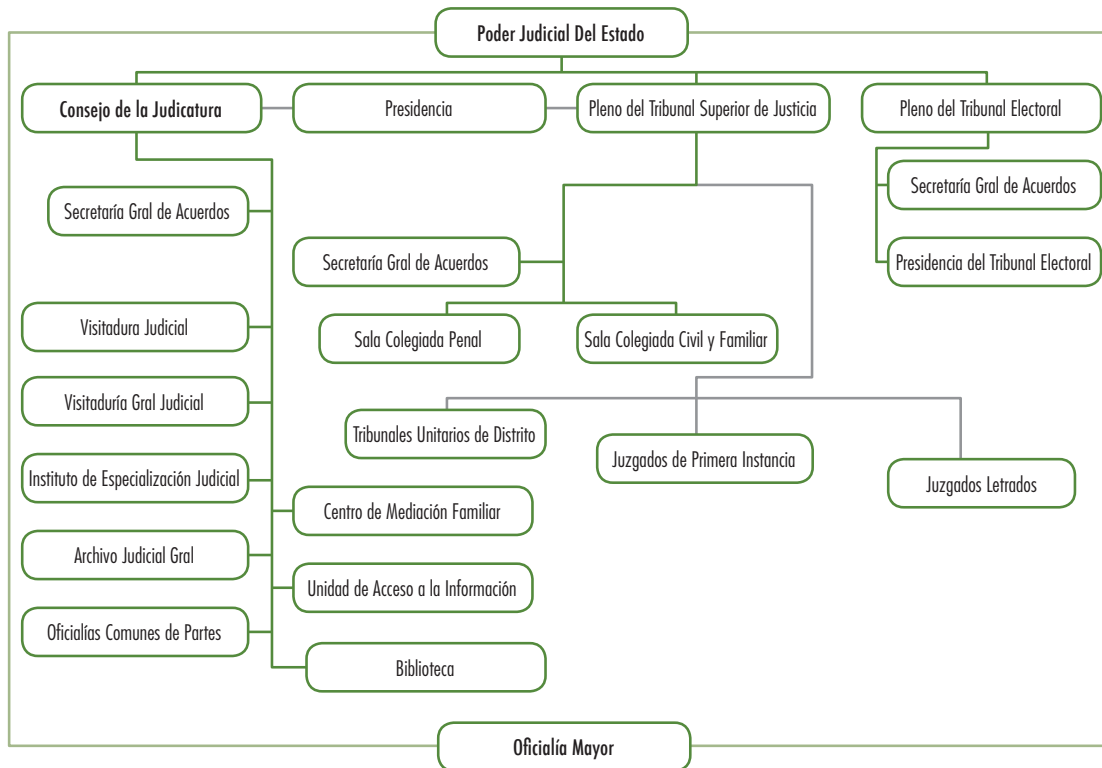 Poder Judicial Del Estado
Consejo de la Judicatura
Presidencia
Pleno del Tribunal Superior de Justicia
Pleno del Tribunal Electoral
Secretaría Gral de Acuerdos
Secretaría Gral de Acuerdos
Secretaría Gral de Acuerdos
Presidencia del Tribunal Electoral
Visitadura Judicial
Sala Colegiada Penal
Sala Colegiada Civil y Familiar
Visitaduría Gral Judicial
Tribunales Unitarios de Distrito
Juzgados de Primera Instancia
Juzgados Letrados
Instituto de Especialización Judicial
Centro de Mediación Familiar
Archivo Judicial Gral
Unidad de Acceso a la Información
Oficialías Comunes de Partes
Biblioteca
Oficialía Mayor